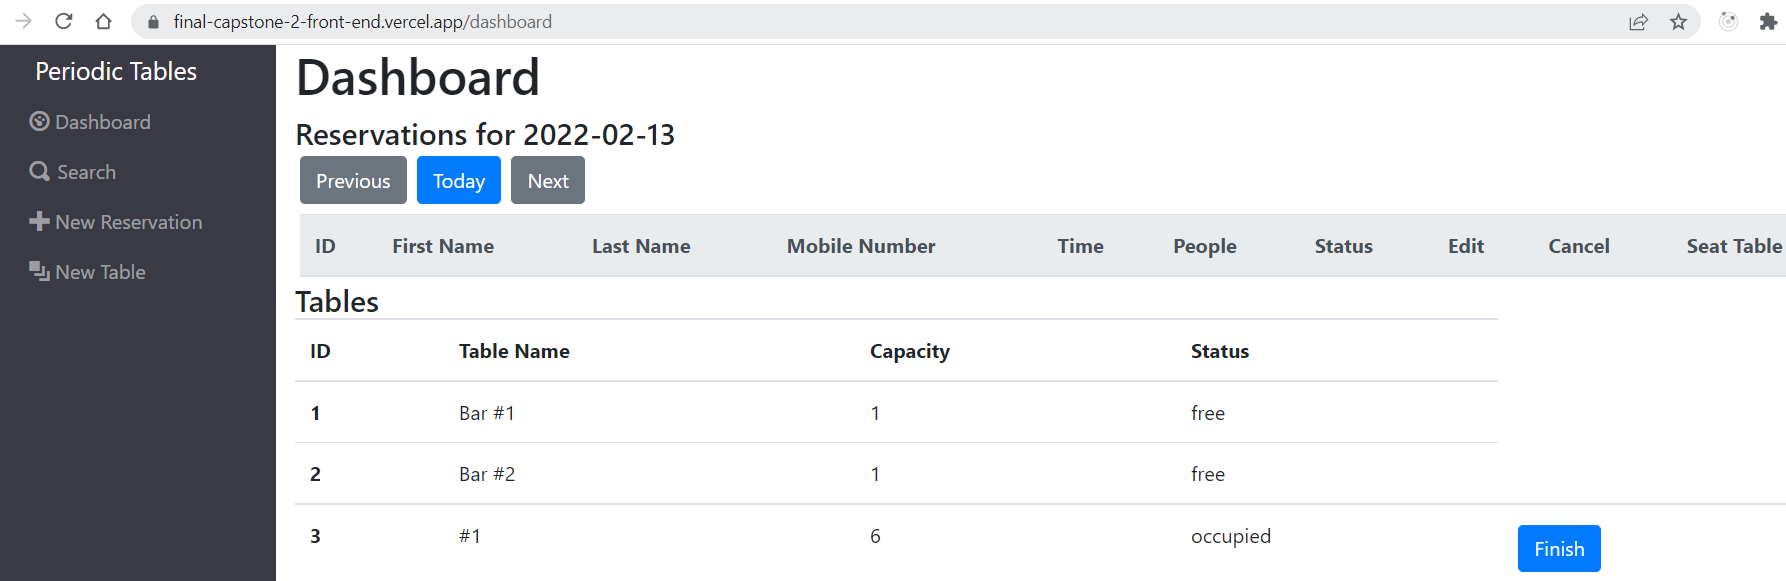 final-capstone-2-front-end.vercel.app/dashboard
Periodic Tables
Dashboard
Search
New Reservation
New Table
Dashboard
Reservations for 2022-02-13
Previous Today Next
ID First Name Last Name Mobile Number Time People Status Edit Cancel Seat Table
Tables
ID Table Name Capacity Status
1 Bar #1 1 free
2 Bar #2 1 free
3 #1 6 occupied Finish